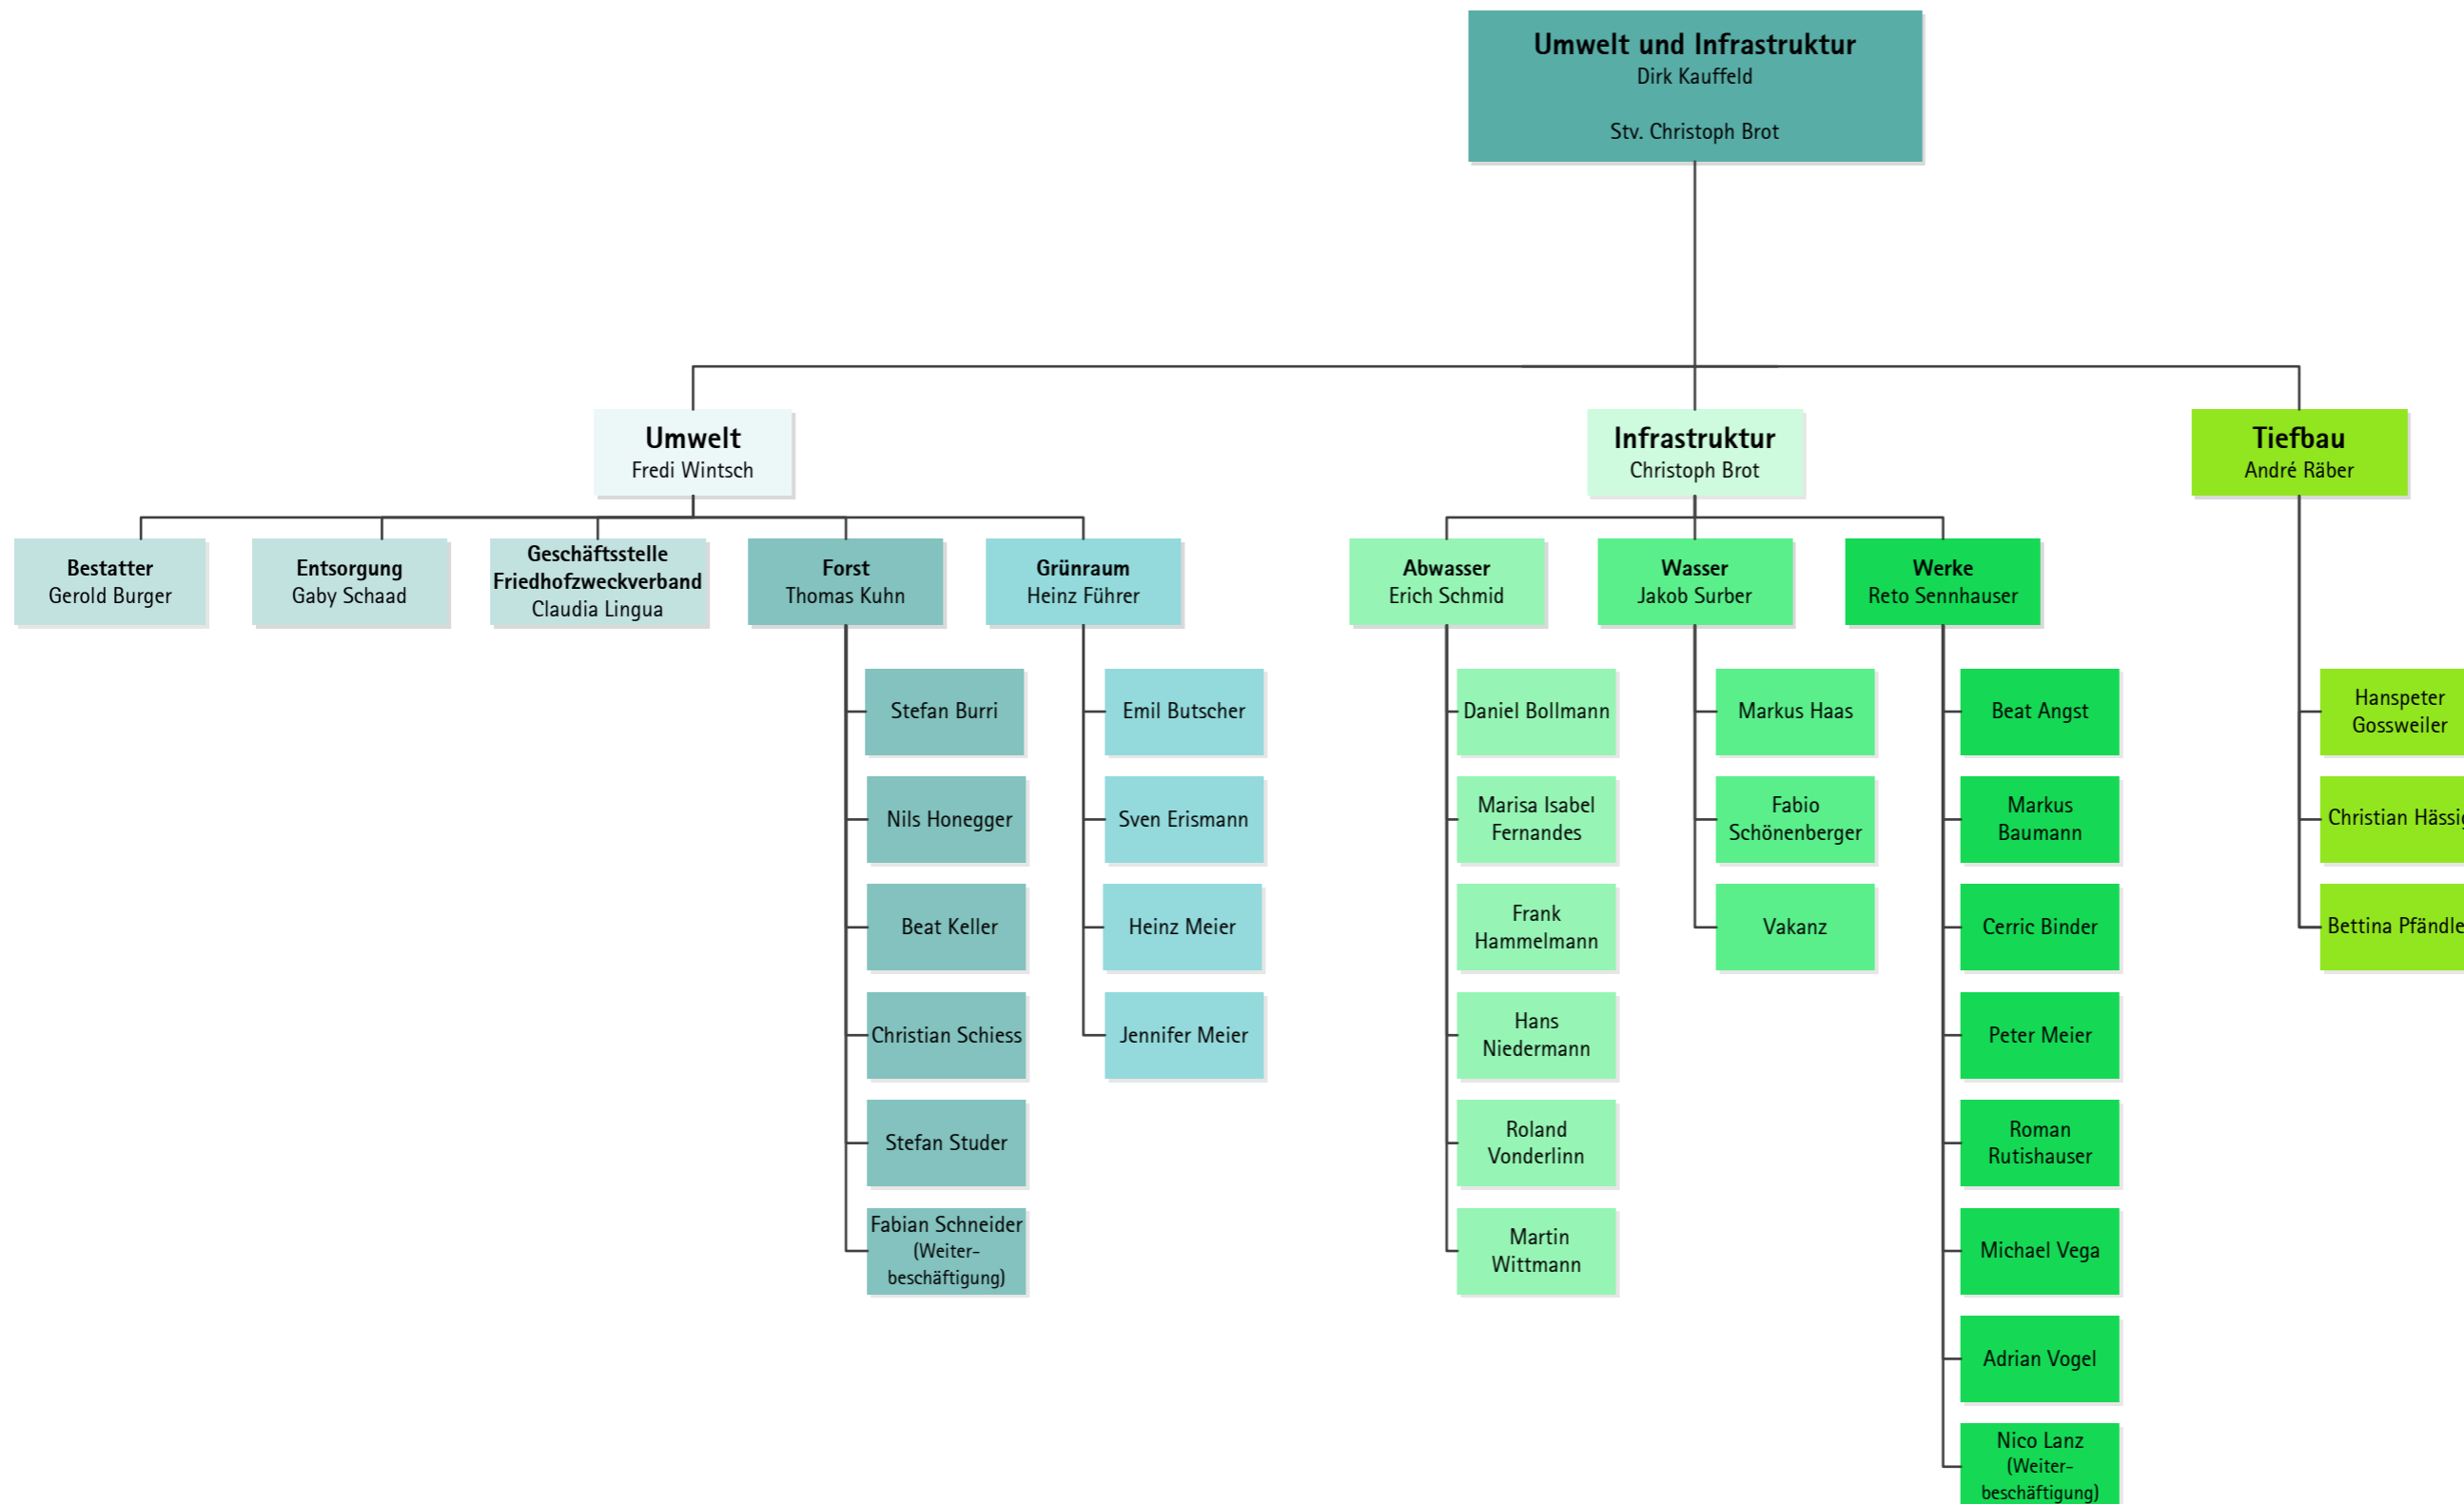 Umwelt und Infrastruktur
Dirk Kauffeld
Stv. Christoph Brot
Umwelt
Fredi Wintsch
Infrastruktur
Christoph Brot
Tiefbau
André Räber
Bestatter
Gerold Burger
Entsorgung
Gaby Schaad
Geschäftsstelle
Friedhofzweckverband
Claudia Lingua
Forst
Thomas Kuhn
Grünraum
Heinz Führer
Abwasser
Erich Schmid
Wasser
Jakob Surber
Werke
Reto Sennhauser
Stefan Burri
Nils Honegger
Beat Keller
Christian Schiess
Stefan Studer
Fabian Schneider
(Weiter-
beschäftigung)
Emil Butscher
Sven Erismann
Heinz Meier
Jennifer Meier
Daniel Bollmann
Marisa Isabel
Fernandes
Frank
Hammelmann
Hans
Niedermann
Roland
Vonderlinn
Martin
Wittmann
Markus Haas
Fabio
Schönenberger
Vakanz
Beat Angst
Markus
Baumann
Cerric Binder
Peter Meier
Roman
Rutishauser
Michael Vega
Adrian Vogel
Nico Lanz
(Weiter-
beschäftigung)
Hanspeter
Gossweiler
Christian Hässig
Bettina Pfändle